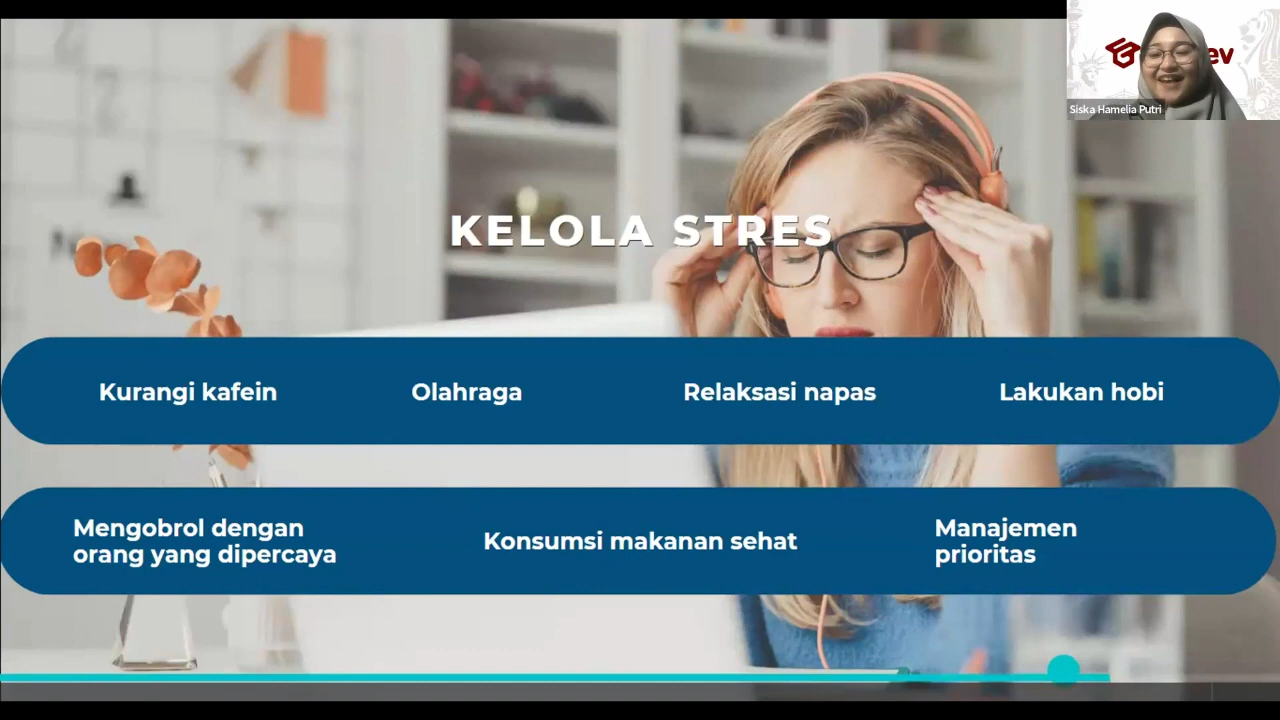 Siska Hamelia Putri
KELOLA STRES
Kurangi kafein
Olahraga
Relaksasi napas
Lakukan hobi
Mengobrol dengan
orang yang dipercaya
Konsumsi makanan sehat
Manajemen
prioritas